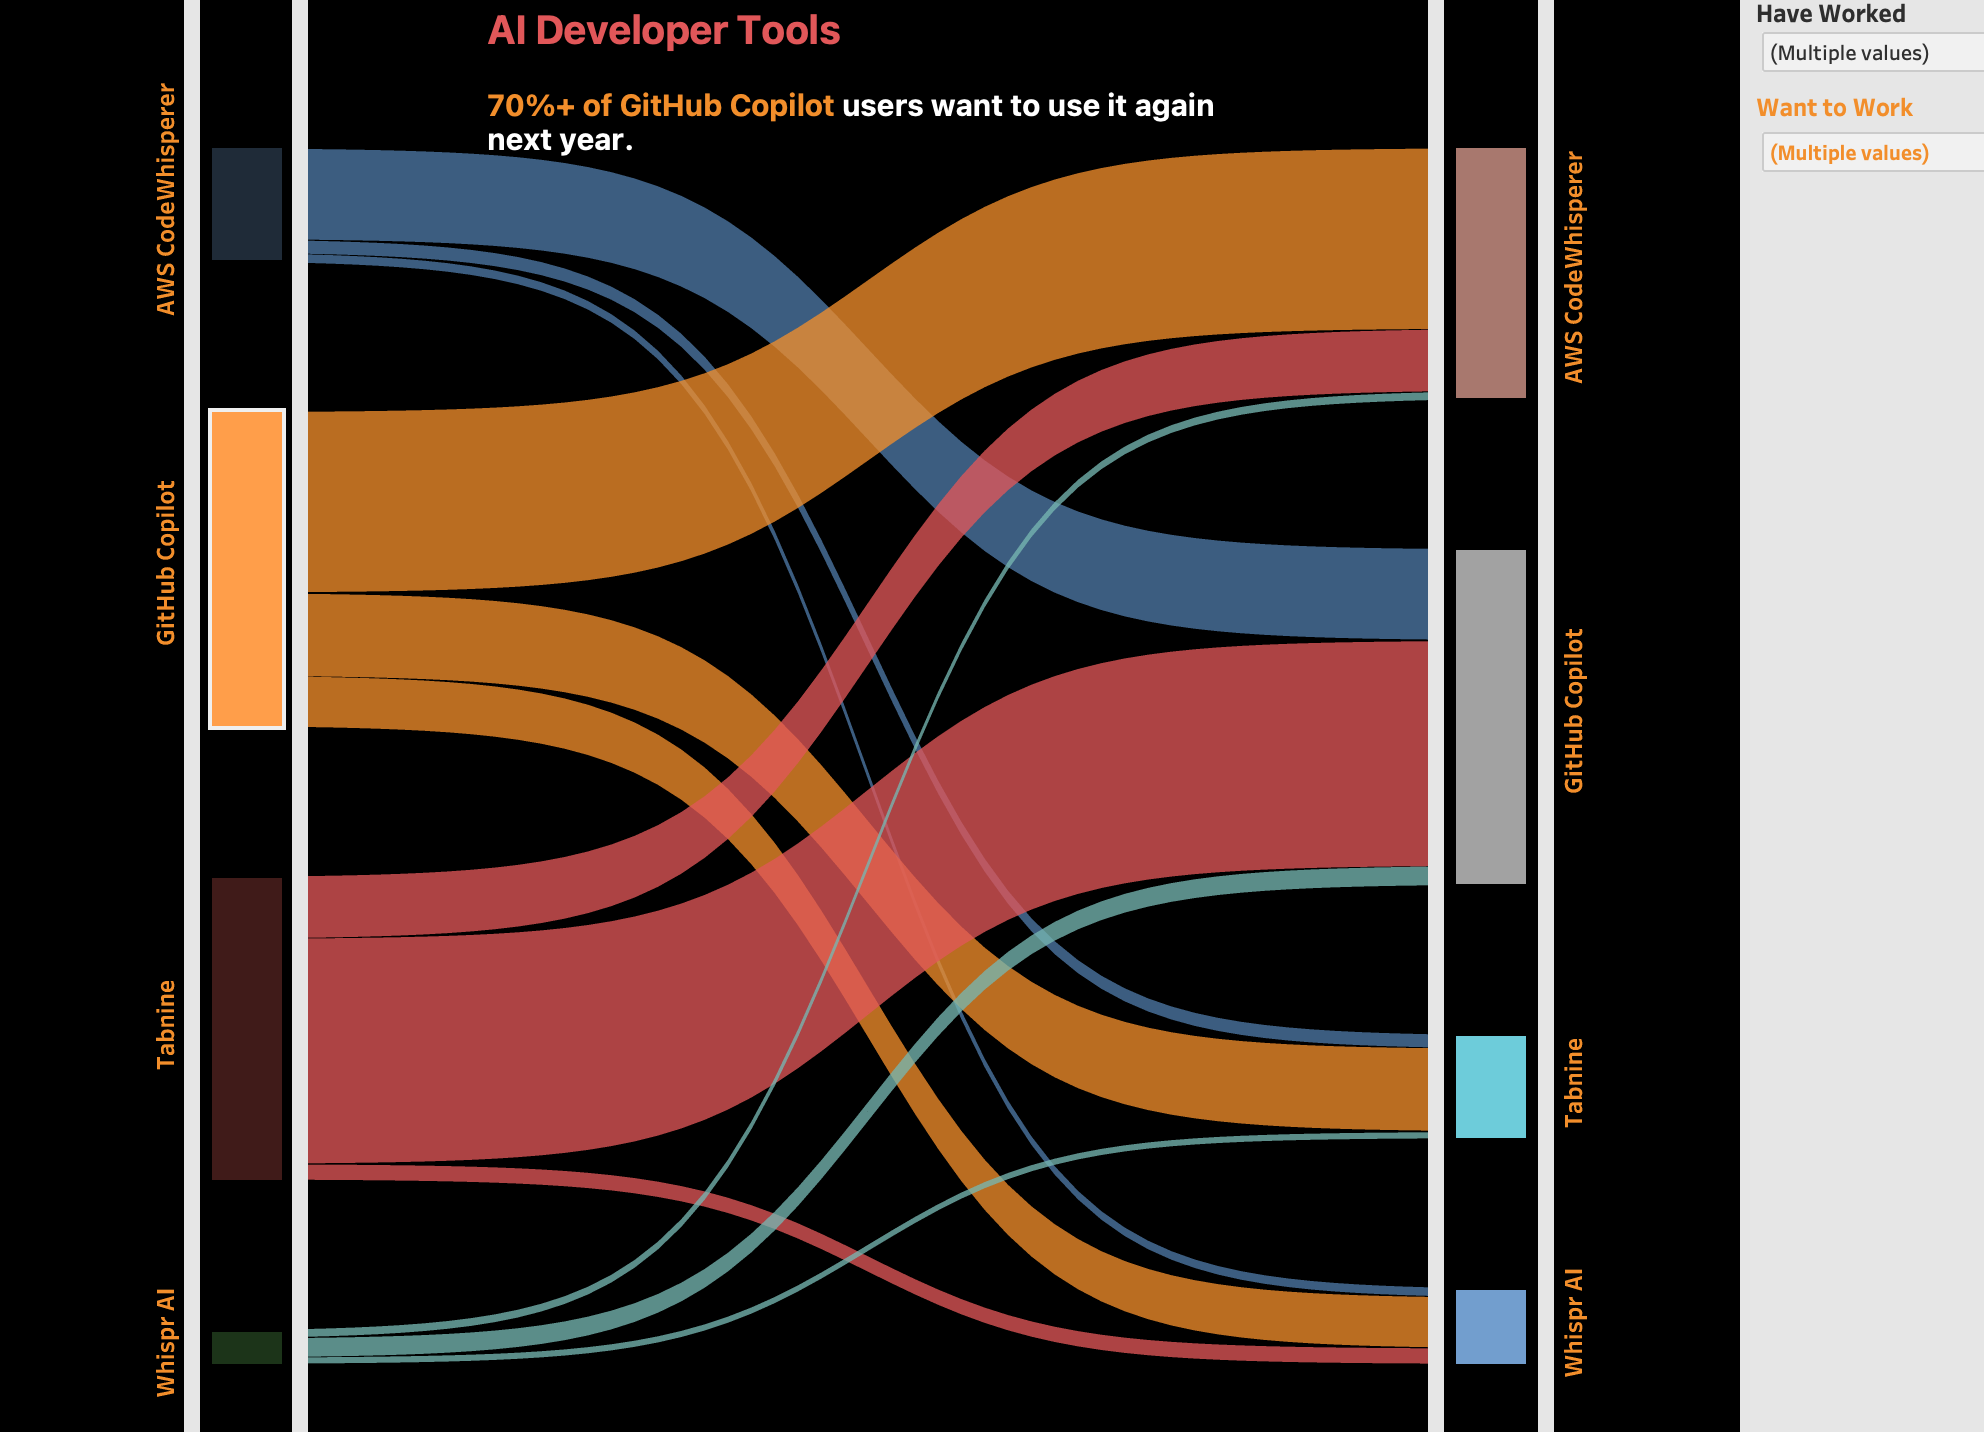 AI Developer Tools
70%+ of GitHub Copilot users want to use it again
next year.
AWS CodeWhisperer
GitHub Copilot
Tabnine
Whispr AI
AWS CodeWhisperer
GitHub Copilot
Tabnine
Whispr AI
Have Worked
(Multiple values)
Want to Work
(Multiple values)